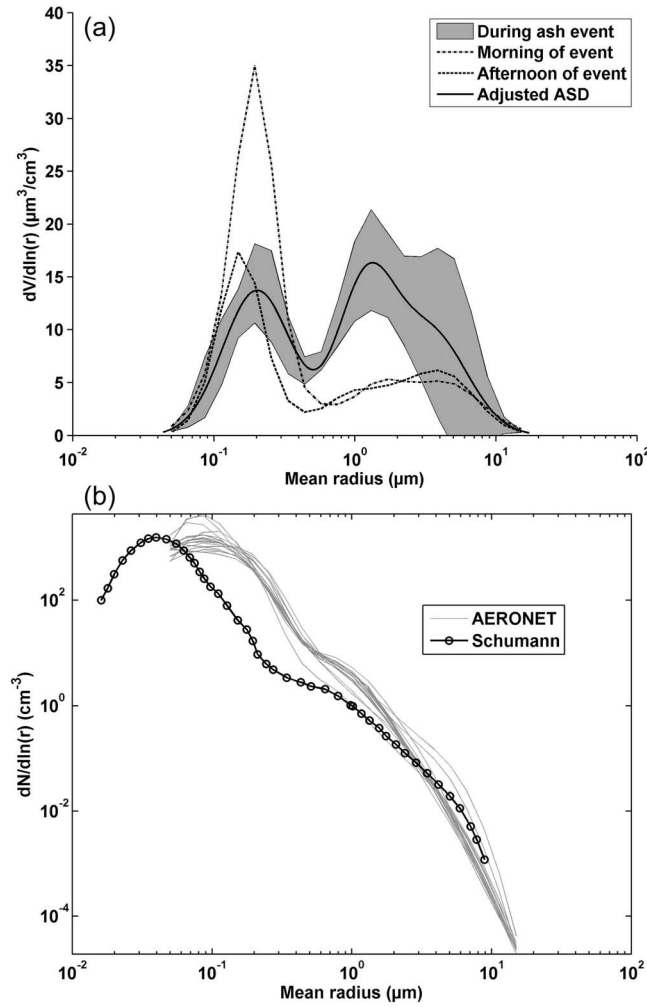 (a)
During ash event
Morning of event
Afternoon of event
Adjusted ASD
40
35
30
25
20
15
10
5
0
dV/dln(r) (µm³/cm³)
10⁻² 10⁻¹ 10⁰ 10¹ 10²
Mean radius (µm)
(b)
AERONET
Schumann
10²
10⁰
10⁻²
10⁻⁴
dN/dln(r) (cm⁻³)
10⁻² 10⁻¹ 10⁰ 10¹ 10²
Mean radius (µm)